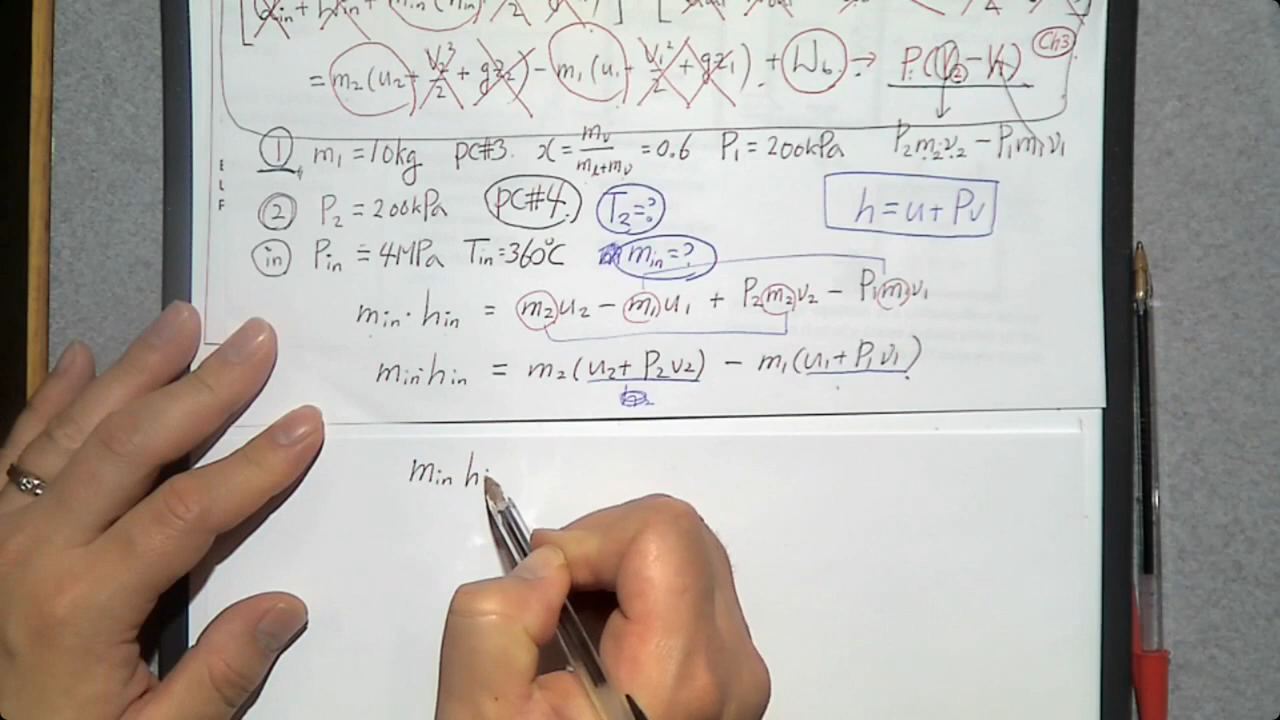 = m₂(u₂ + V₂²/2 + gz₂) - m₁(u₁ + V₁²/2 + gz₁) + W_b → P(V₂ - V₁) Ch3
① m₁ = 10kg pc#3. x = m_v/(m_l+m_v) = 0.6 P₁ = 200kPa P₂m₂v₂ - P₁m₁v₁
② P₂ = 200kPa pc#4. T₂=? h = u + Pv
in P_in = 4MPa T_in = 360°C m_in = ?
m_in · h_in = m₂u₂ - m₁u₁ + P₂m₂v₂ - P₁m₁v₁
m_in h_in = m₂(u₂ + P₂v₂) - m₁(u₁ + P₁v₁)
m_in h
ELF